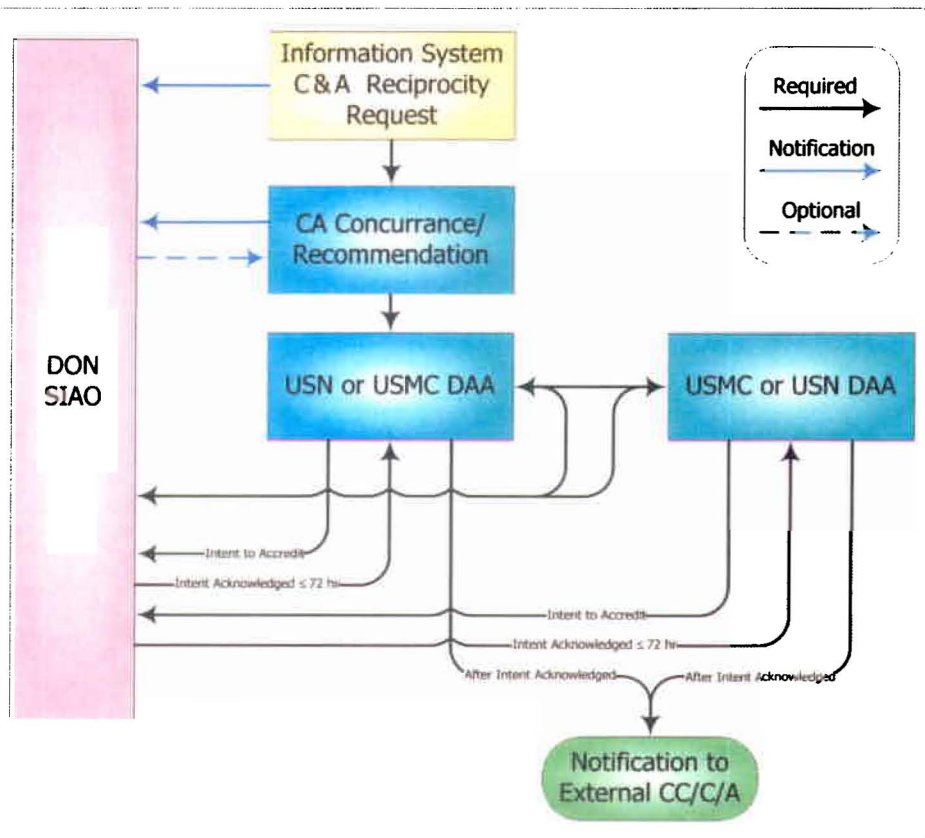 Information System
C & A Reciprocity
Request
Required
Notification
Optional
CA Concurrance/
Recommendation
DON
SIAO
USN or USMC DAA
USMC or USN DAA
Intent to Accredit
Intent Acknowledged ≤ 72 hr
Intent to Accredit
Intent Acknowledged ≤ 72 hr
After Intent Acknowledged
After Intent Acknowledged
Notification to
External CC/C/A